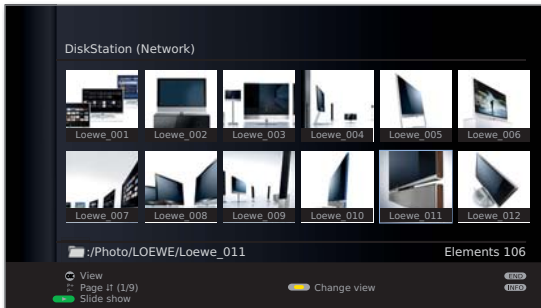 DiskStation (Network)
Loewe_001 Loewe_002 Loewe_003 Loewe_004 Loewe_005 Loewe_006
Loewe_007 Loewe_008 Loewe_009 Loewe_010 Loewe_011 Loewe_012
:/Photo/LOEWE/Loewe_011 Elements 106
View END
Page ↓↑ (1/9) Change view INFO
Slide show